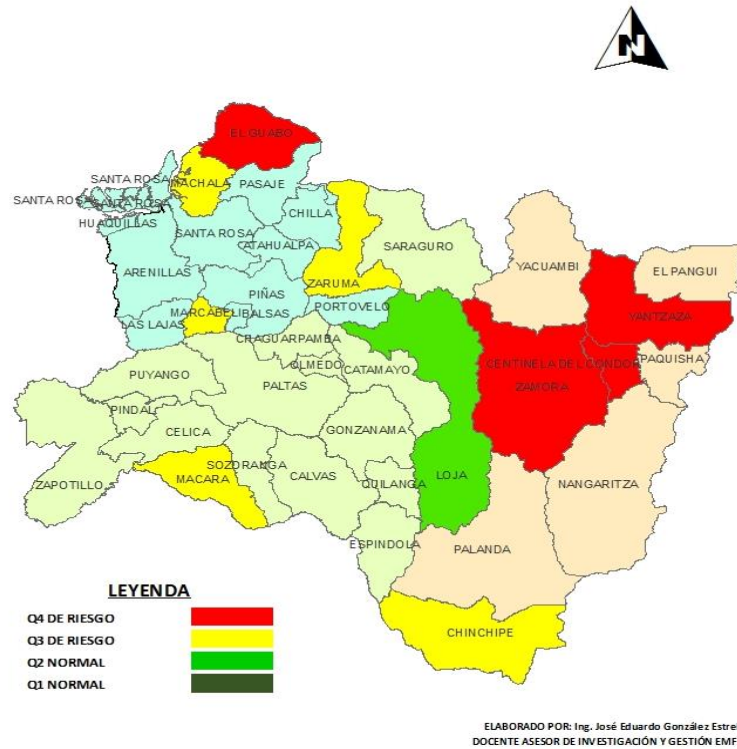 N
EL GUABO
SANTA ROSA
MACHALA
PASAJE
SANTA ROSA
SANTA ROSA
HUAQUILLAS
CHILLA
SANTA ROSA
CATAHUALPA
SARAGURO
YACUAMBI
EL PANGUI
ARENILLAS
ZARUMA
PIÑAS
PORTOVELO
YANTZAZA
MARCABELI
BALSAS
LAS LAJAS
CHAGUARPAMBA
PUYANGO
OLMEDO
CATAMAYO
CENTINELA DEL CONDOR
PAQUISHA
PALTAS
ZAMORA
PINDAL
CELICA
GONZANAMA
SOZORANGA
MACARA
CALVAS
QUILANGA
LOJA
NANGARITZA
ZAPOTILLO
ESPINDOLA
PALANDA
CHINCHIPE
LEYENDA
Q4 DE RIESGO
Q3 DE RIESGO
Q2 NORMAL
Q1 NORMAL
ELABORADO POR: Ing. José Eduardo González Estre
DOCENTE ASESOR DE INVESTIGACIÓN Y GESTIÓN EMF